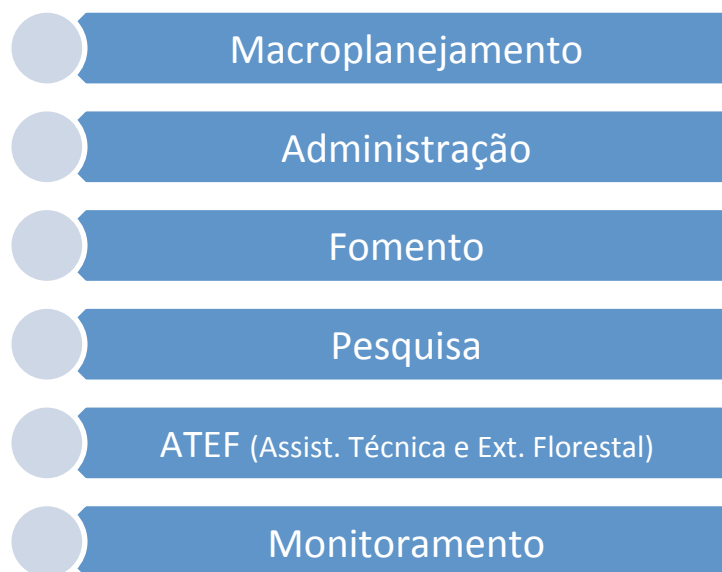 Macroplanejamento
Administração
Fomento
Pesquisa
ATEF (Assist. Técnica e Ext. Florestal)
Monitoramento